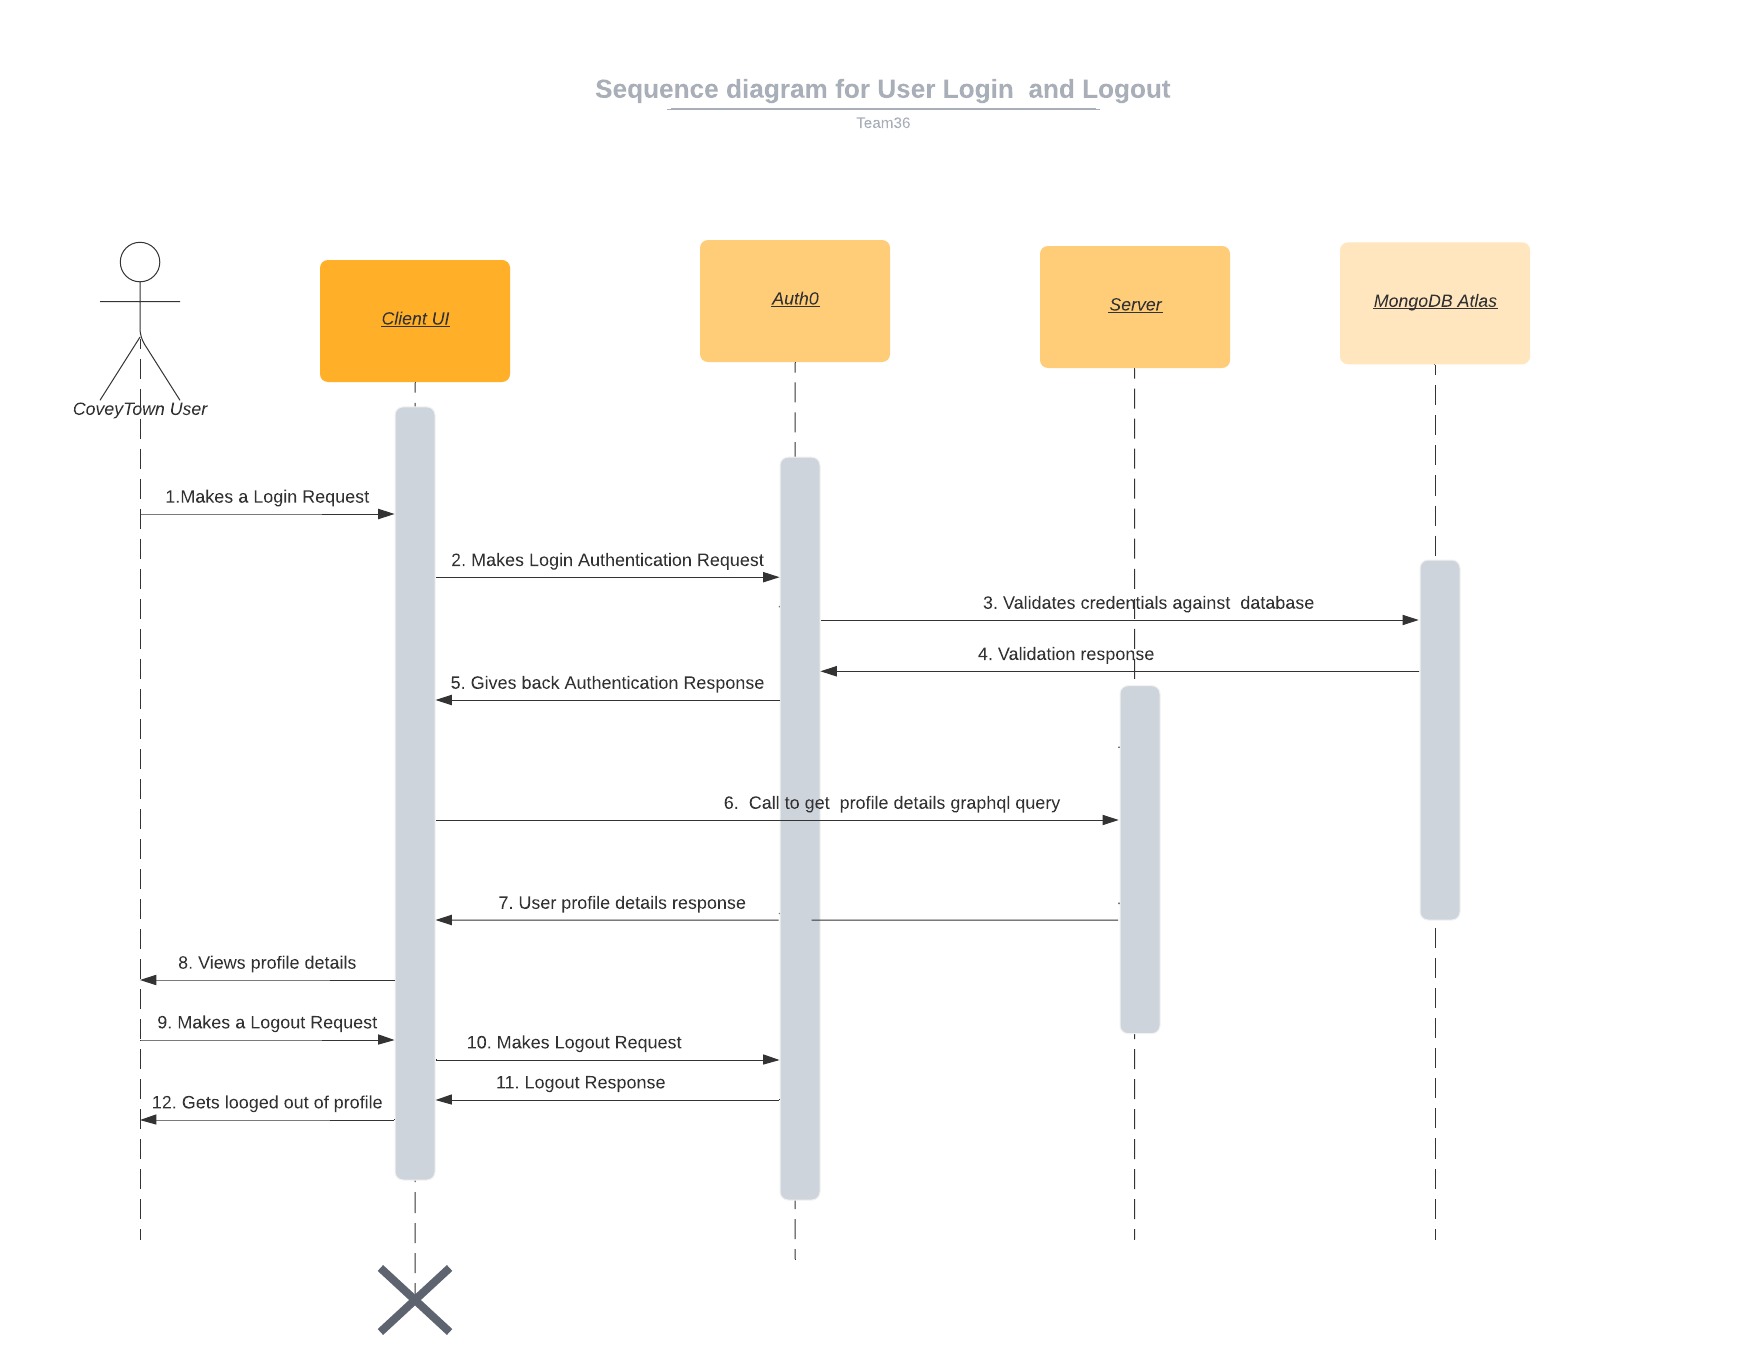 Sequence diagram for User Login  and Logout
Team36
Client UI
Auth0
Server
MongoDB Atlas
CoveyTown User
1.Makes a Login Request
2. Makes Login Authentication Request
3. Validates credentials against  database
4. Validation response
5. Gives back Authentication Response
6.  Call to get  profile details graphql query
7. User profile details response
8. Views profile details
9. Makes a Logout Request
10. Makes Logout Request
11. Logout Response
12. Gets looged out of profile